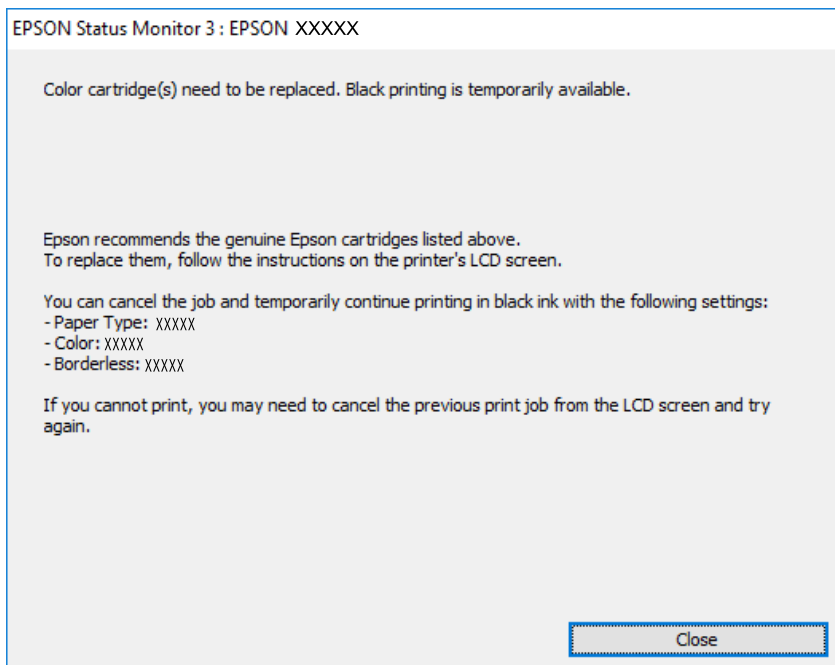 EPSON Status Monitor 3 : EPSON XXXXX
Color cartridge(s) need to be replaced. Black printing is temporarily available.
Epson recommends the genuine Epson cartridges listed above.
To replace them, follow the instructions on the printer's LCD screen.
You can cancel the job and temporarily continue printing in black ink with the following settings:
- Paper Type: XXXXX
- Color: XXXXX
- Borderless: XXXXX
If you cannot print, you may need to cancel the previous print job from the LCD screen and try
again.
Close